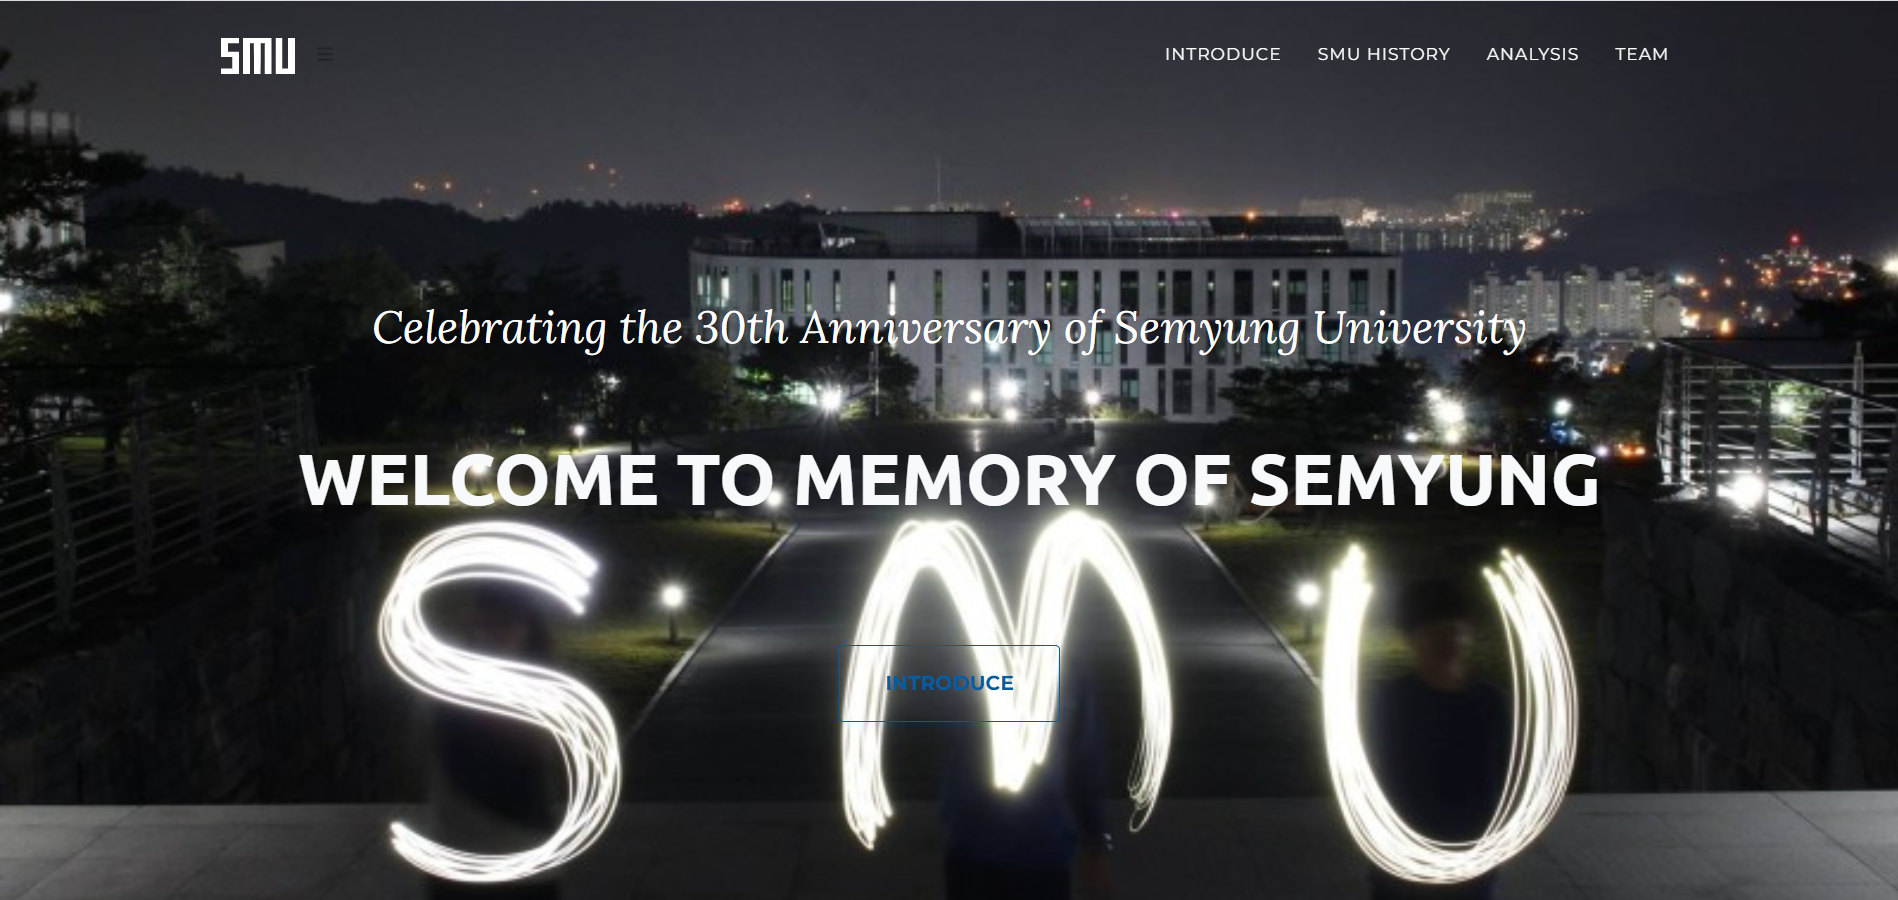 SMU
INTRODUCE SMU HISTORY ANALYSIS TEAM
Celebrating the 30th Anniversary of Semyung University
WELCOME TO MEMORY OF SEMYUNG
SMU
INTRODUCE